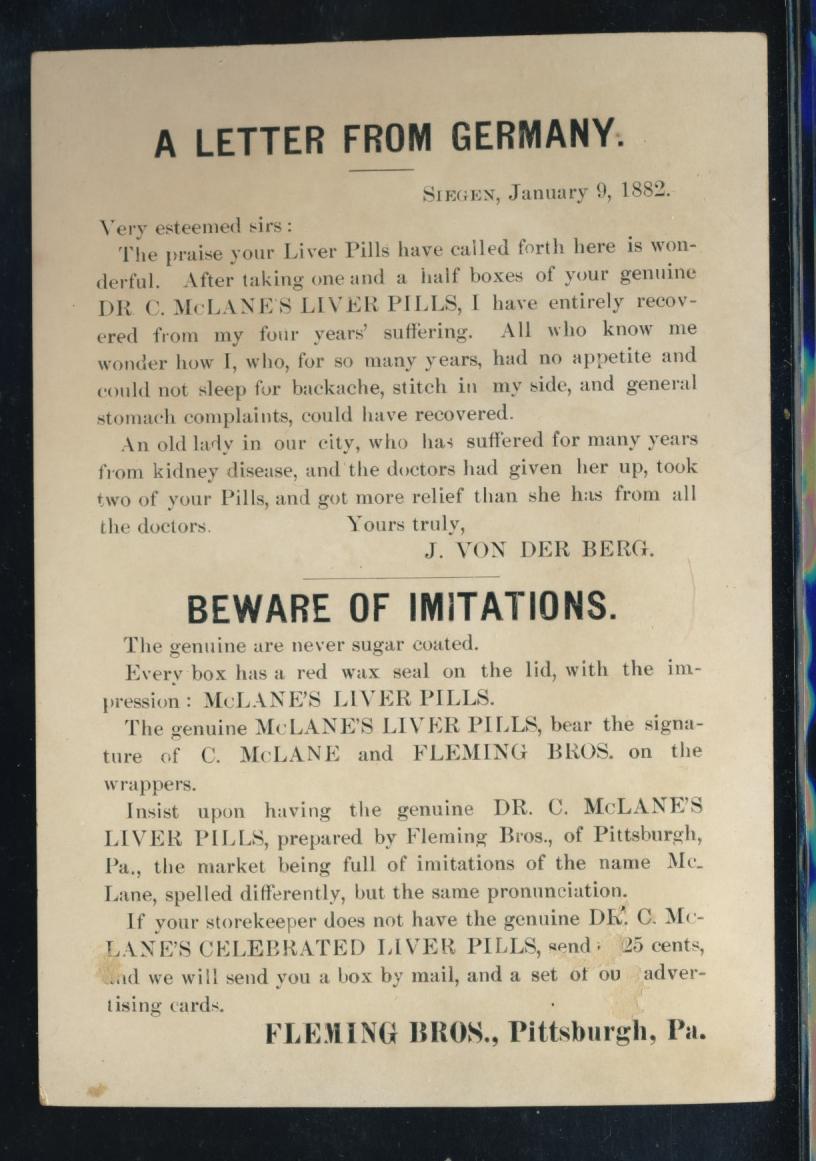 A LETTER FROM GERMANY.
SIEGEN, January 9, 1882.
Very esteemed sirs :
The praise your Liver Pills have called forth here is won-
derful. After taking one and a half boxes of your genuine
DR. C. McLANE'S LIVER PILLS, I have entirely recov-
ered from my four years' suffering. All who know me
wonder how I, who, for so many years, had no appetite and
could not sleep for backache, stitch in my side, and general
stomach complaints, could have recovered.
An old lady in our city, who has suffered for many years
from kidney disease, and the doctors had given her up, took
two of your Pills, and got more relief than she has from all
the doctors. Yours truly,
J. VON DER BERG.
BEWARE OF IMITATIONS.
The genuine are never sugar coated.
Every box has a red wax seal on the lid, with the im-
pression : McLANE'S LIVER PILLS.
The genuine McLANE'S LIVER PILLS, bear the signa-
ture of C. McLANE and FLEMING BROS. on the
wrappers.
Insist upon having the genuine DR. C. McLANE'S
LIVER PILLS, prepared by Fleming Bros., of Pittsburgh,
Pa., the market being full of imitations of the name Mc-
Lane, spelled differently, but the same pronunciation.
If your storekeeper does not have the genuine DR. C. Mc-
LANE'S CELEBRATED LIVER PILLS, send 25 cents,
and we will send you a box by mail, and a set of adver-
tising cards.
FLEMING BROS., Pittsburgh, Pa.